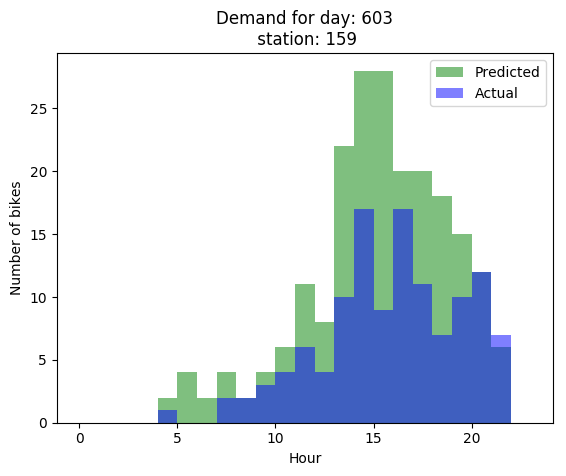 Demand for day: 603
station: 159
Predicted
Actual
Number of bikes
25
20
15
10
5
0
0 5 10 15 20
Hour